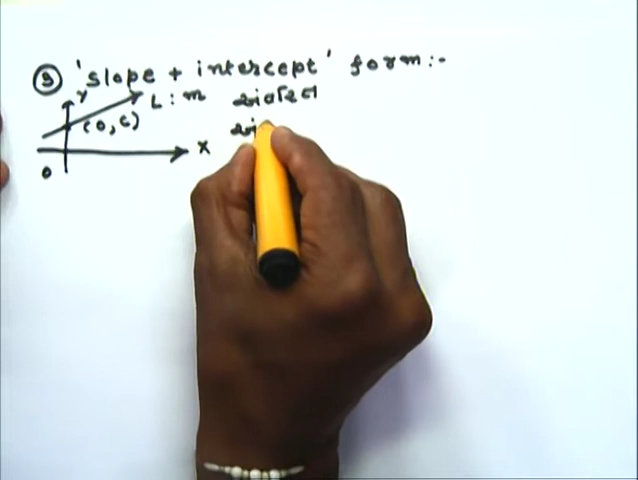 ③ 'slope + intercept' form:-
Y
L : m
(0, c)
X
0